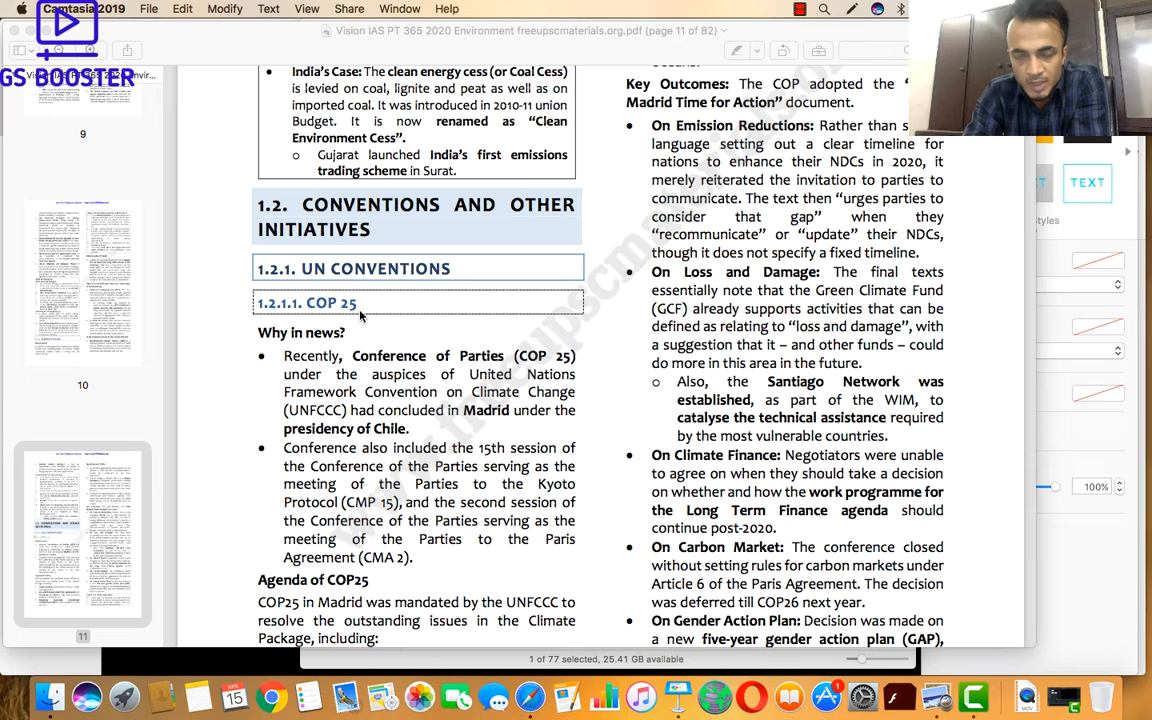 Camtasia 2019 File Edit Modify Text View Share Window Help
Vision IAS PT 365 2020 Environment freeupscmaterials.org.pdf (page 11 of 82)
GS BOOSTER
9
10
11
India's Case: The clean energy cess (or Coal Cess)
is levied on coal, lignite and peat as well as on
imported coal. It was introduced in 2010-11 union
Budget. It is now renamed as "Clean
Environment Cess".
Gujarat launched India's first emissions
trading scheme in Surat.
1.2. CONVENTIONS AND OTHER
INITIATIVES
1.2.1. UN CONVENTIONS
1.2.1.1. COP 25
Why in news?
Recently, Conference of Parties (COP 25)
under the auspices of United Nations
Framework Convention on Climate Change
(UNFCCC) had concluded in Madrid under the
presidency of Chile.
Conference also included the 15th session of
the Conference of the Parties serving as the
meeting of the Parties to the Kyoto
Protocol (CMP 15), and the second session of
the Conference of the Parties serving as the
meeting of the Parties to the Paris
Agreement (CMA 2).
Agenda of COP25
COP25 in Madrid was mandated by the UNFCCC to
resolve the outstanding issues in the Climate
Package, including:
Key Outcomes: The COP adopted the
Madrid Time for Action" document.
On Emission Reductions: Rather than
language setting out a clear timeline for
nations to enhance their NDCs in 2020, it
merely reiterated the invitation to parties to
communicate. The text then "urges parties to
consider that gap" when they
"recommunicate" or "update" their NDCs,
though it does not specify a fixed timeline.
On Loss and Damage: The final texts
essentially note that the Green Climate Fund
(GCF) already supports activities that can be
defined as relating to "loss and damage", with
a suggestion that it – and other funds – could
do more in this area in the future.
Also, the Santiago Network was
established, as part of the WIM, to
catalyse the technical assistance required
by the most vulnerable countries.
On Climate Finance: Negotiators were unable
to agree on why they should take a decision
on whether and how the work programme for
the Long Term Finance agenda should
continue post-2020.
On Carbon Market: The conference closed
without setting rules for carbon markets under
Article 6 of the Paris Agreement. The decision
was deferred till COP26 next year.
On Gender Action Plan: Decision was made on
a new five-year gender action plan (GAP),
TEXT
100%
1 of 77 selected, 25.41 GB available
APR
15